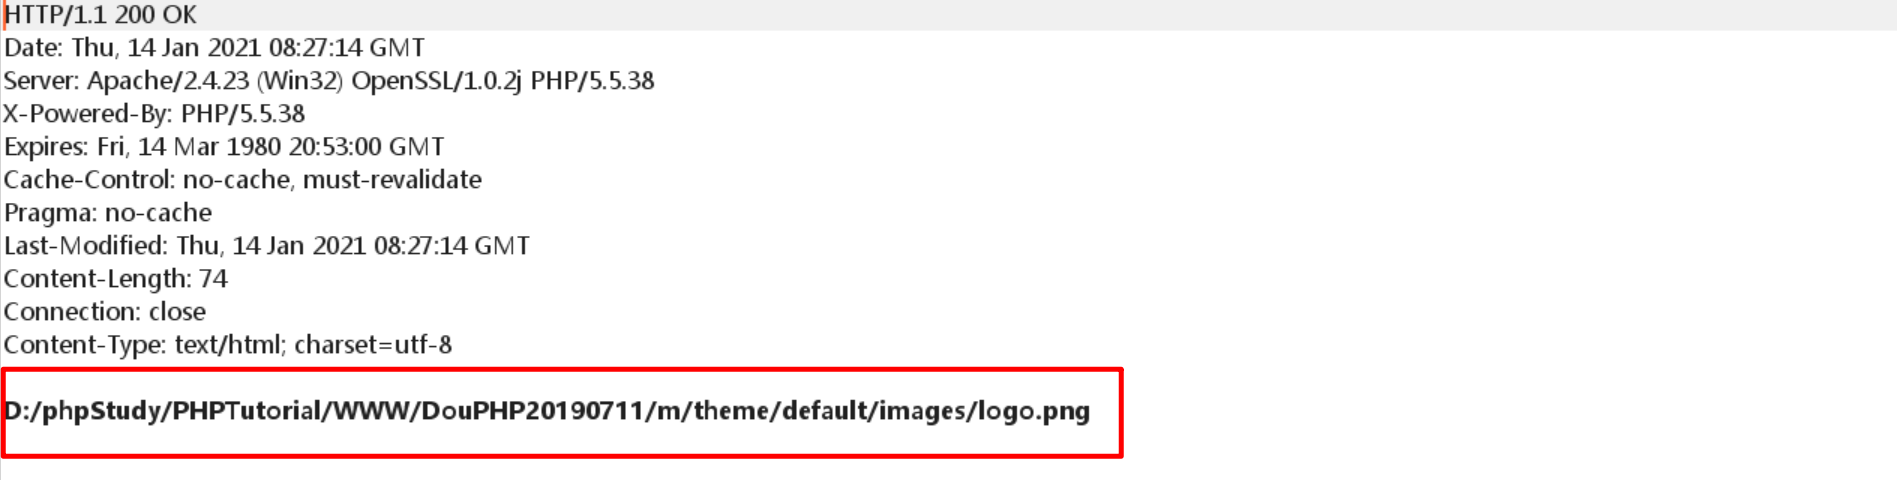 HTTP/1.1 200 OK
Date: Thu, 14 Jan 2021 08:27:14 GMT
Server: Apache/2.4.23 (Win32) OpenSSL/1.0.2j PHP/5.5.38
X-Powered-By: PHP/5.5.38
Expires: Fri, 14 Mar 1980 20:53:00 GMT
Cache-Control: no-cache, must-revalidate
Pragma: no-cache
Last-Modified: Thu, 14 Jan 2021 08:27:14 GMT
Content-Length: 74
Connection: close
Content-Type: text/html; charset=utf-8
D:/phpStudy/PHPTutorial/WWW/DouPHP20190711/m/theme/default/images/logo.png